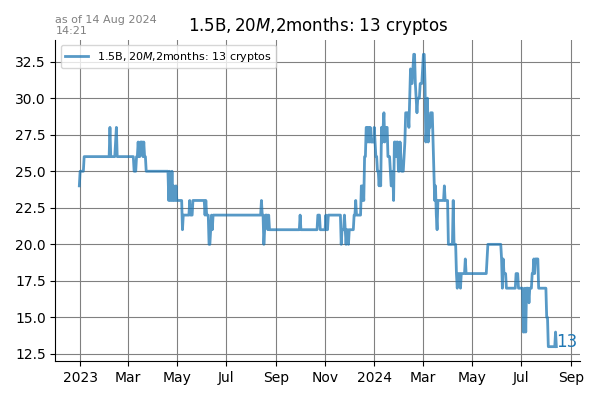 as of 14 Aug 2024
14:21
1.5B, 20M,2months: 13 cryptos
1.5B, 20M,2months: 13 cryptos
32.5
30.0
27.5
25.0
22.5
20.0
17.5
15.0
12.5
13
2023 Mar May Jul Sep Nov 2024 Mar May Jul Sep